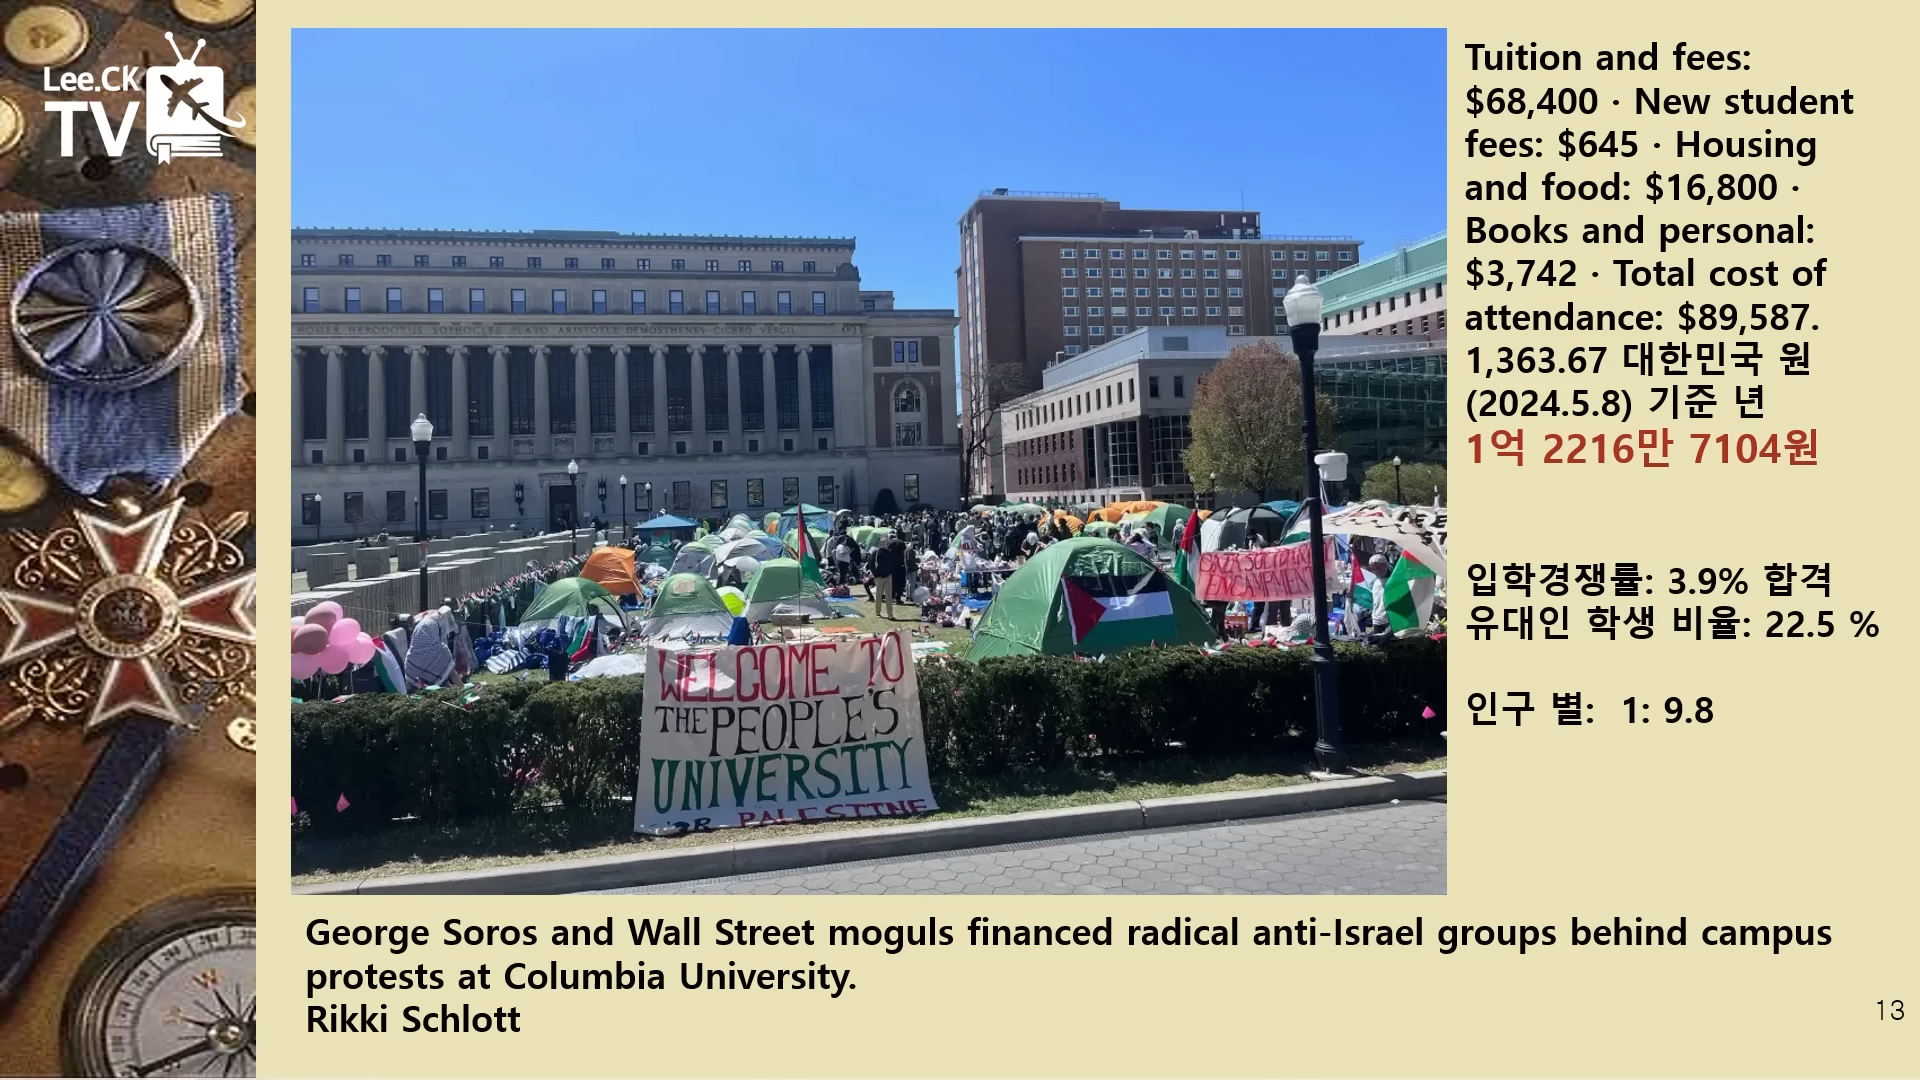 Lee.CK
TV
HOMER HERODOTUS SOPHOCLES PLATO ARISTOTLE DEMOSTHENES CICERO VERGIL
GAZA SOLIDARITY
ENCAMPMENT
WELCOME TO
THE PEOPLE'S
UNIVERSITY
FOR PALESTINE
Tuition and fees:
$68,400 · New student
fees: $645 · Housing
and food: $16,800 ·
Books and personal:
$3,742 · Total cost of
attendance: $89,587.
1,363.67 대한민국 원
(2024.5.8) 기준 년
1억 2216만 7104원
입학경쟁률: 3.9% 합격
유대인 학생 비율: 22.5 %
인구 별: 1: 9.8
George Soros and Wall Street moguls financed radical anti-Israel groups behind campus
protests at Columbia University.
Rikki Schlott
13